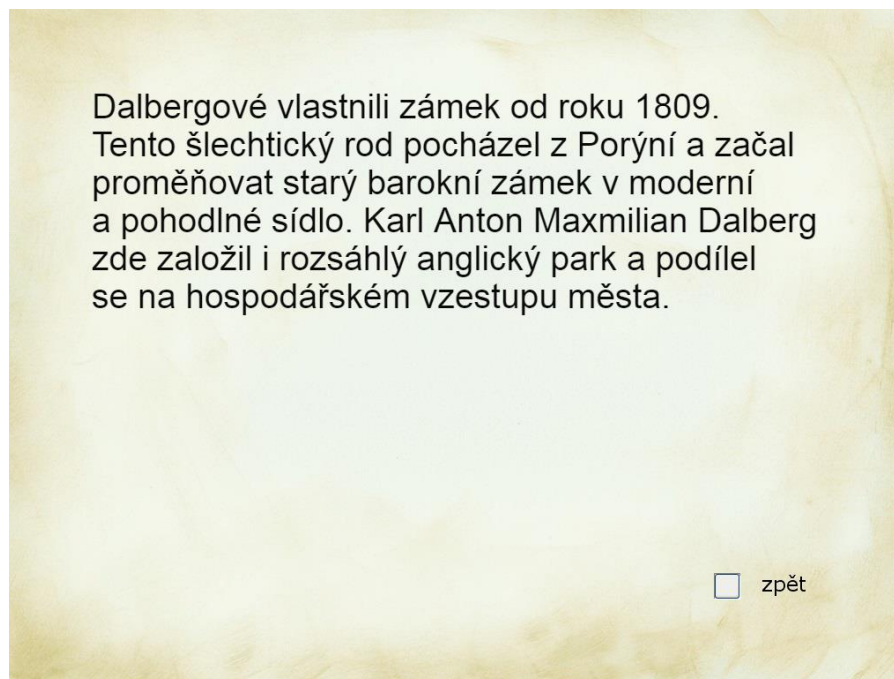 Dalbergové vlastnili zámek od roku 1809.
Tento šlechtický rod pocházel z Porýní a začal
proměňovat starý barokní zámek v moderní
a pohodlné sídlo. Karl Anton Maxmilian Dalberg
zde založil i rozsáhlý anglický park a podílel
se na hospodářském vzestupu města.
zpět